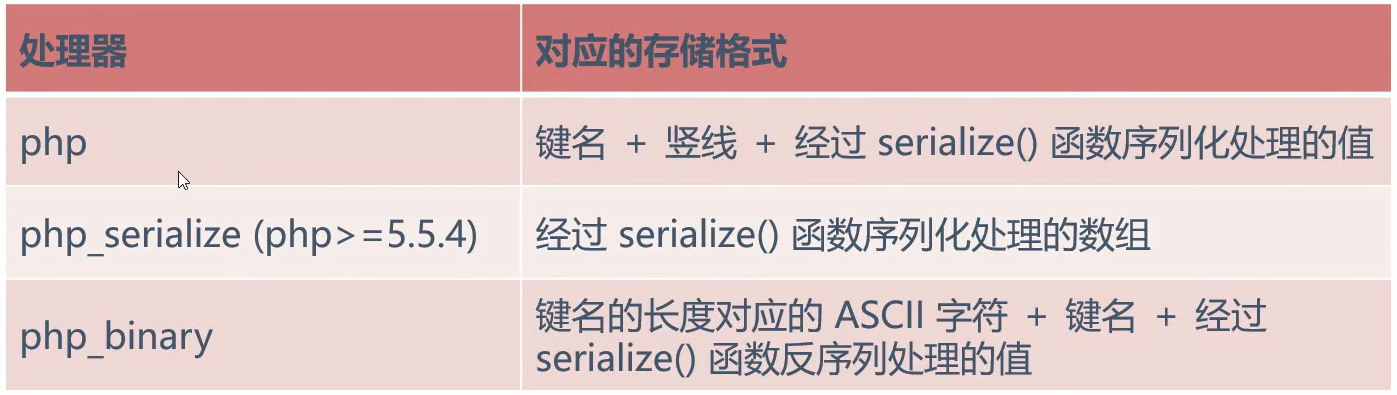 处理器
对应的存储格式
php
键名 + 竖线 + 经过 serialize() 函数序列化处理的值
php_serialize (php>=5.5.4)
经过 serialize() 函数序列化处理的数组
php_binary
键名的长度对应的 ASCII 字符 + 键名 + 经过
serialize() 函数反序列处理的值